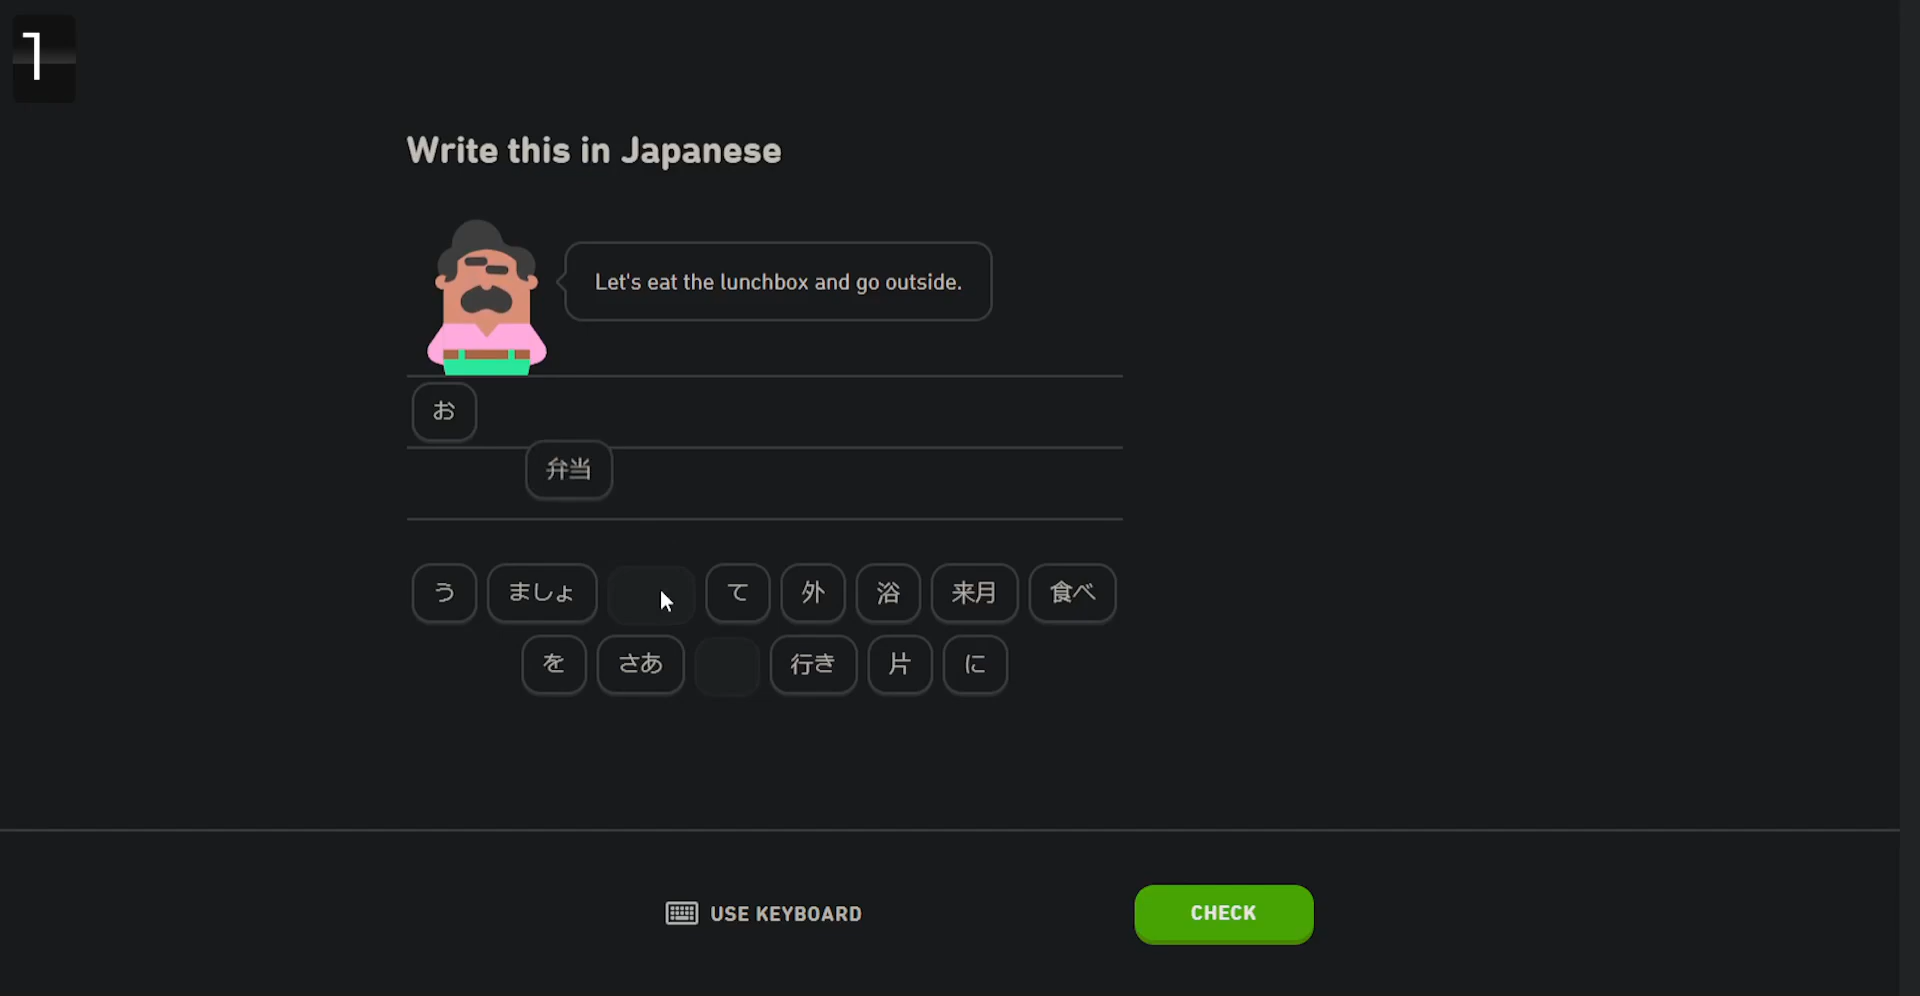 1
Write this in Japanese
Let's eat the lunchbox and go outside.
お
弁当
う ましょ て 外 浴 来月 食べ
を さあ 行き 片 に
USE KEYBOARD
CHECK